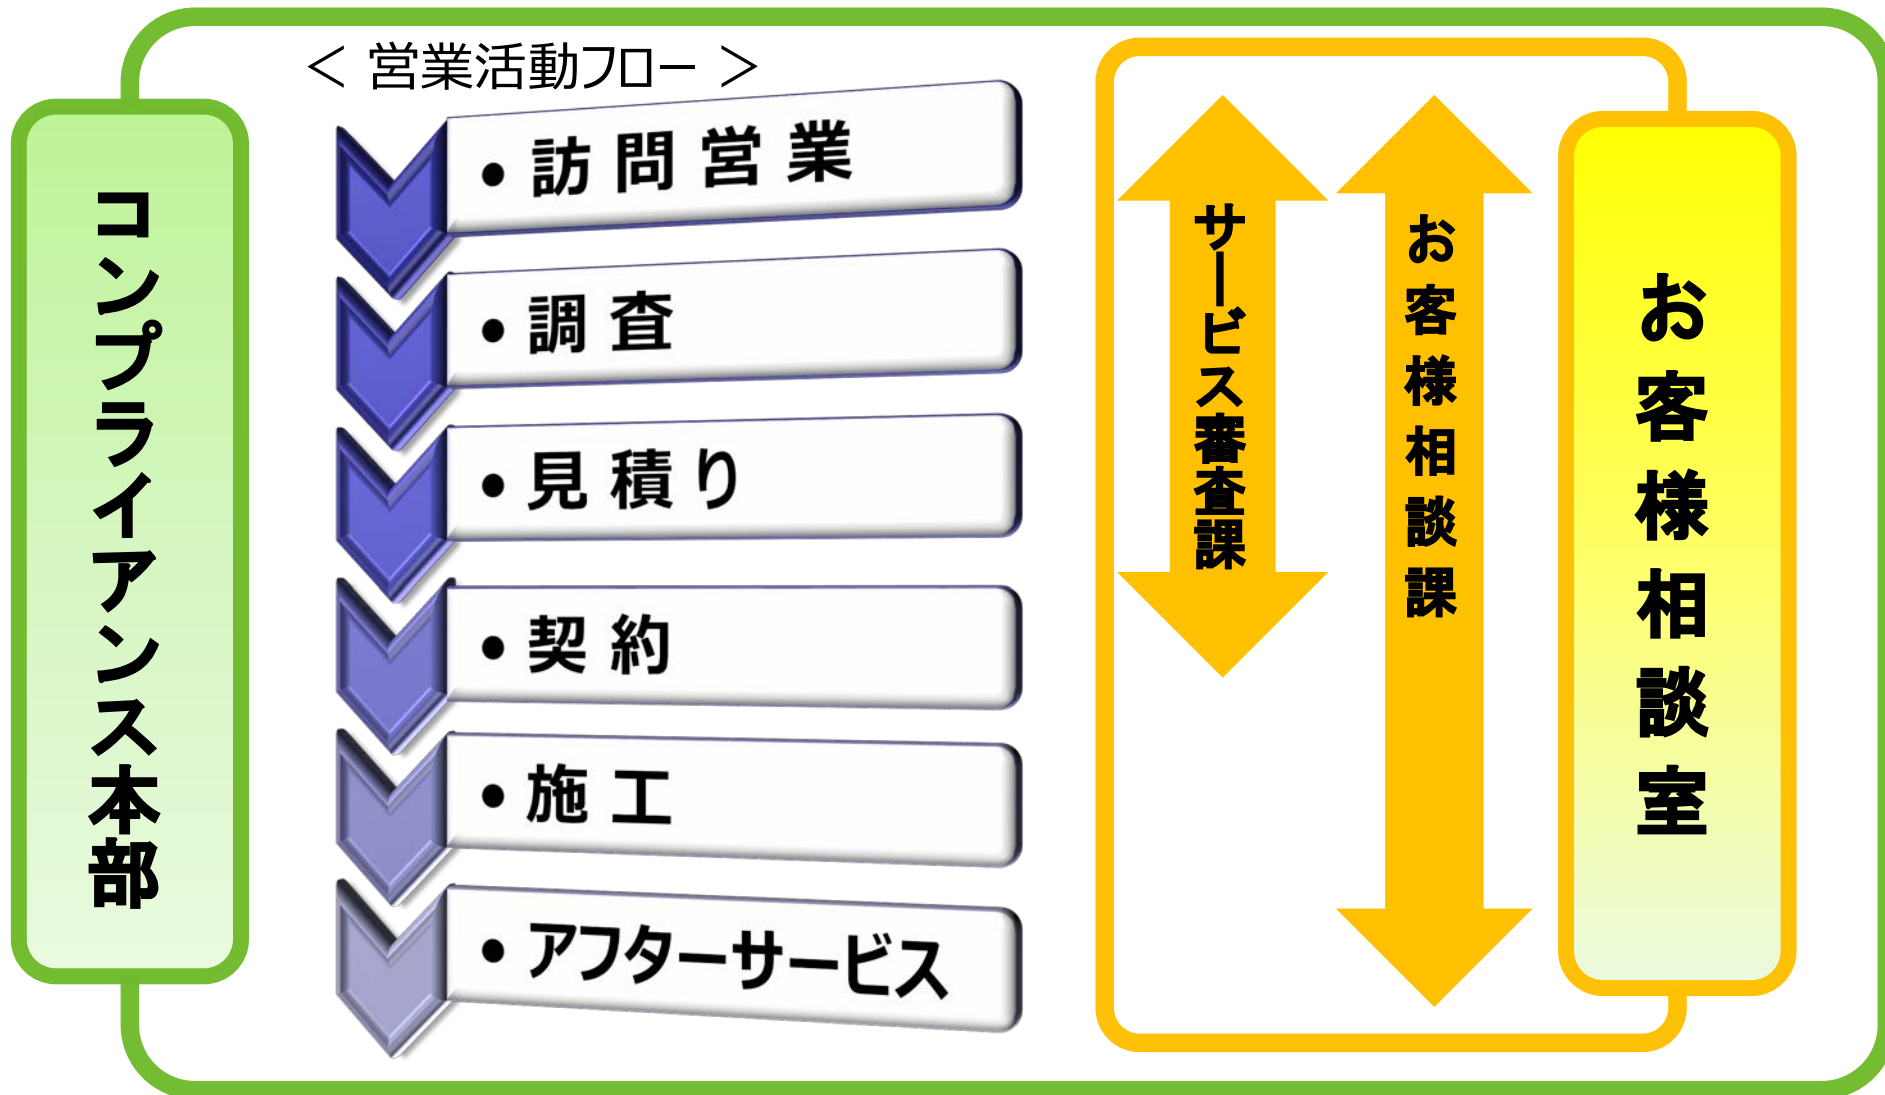 ＜ 営業活動フロー ＞
コンプライアンス本部
• 訪問営業
• 調査
• 見積り
• 契約
• 施工
• アフターサービス
サービス審査課
お客様相談課
お客様相談室